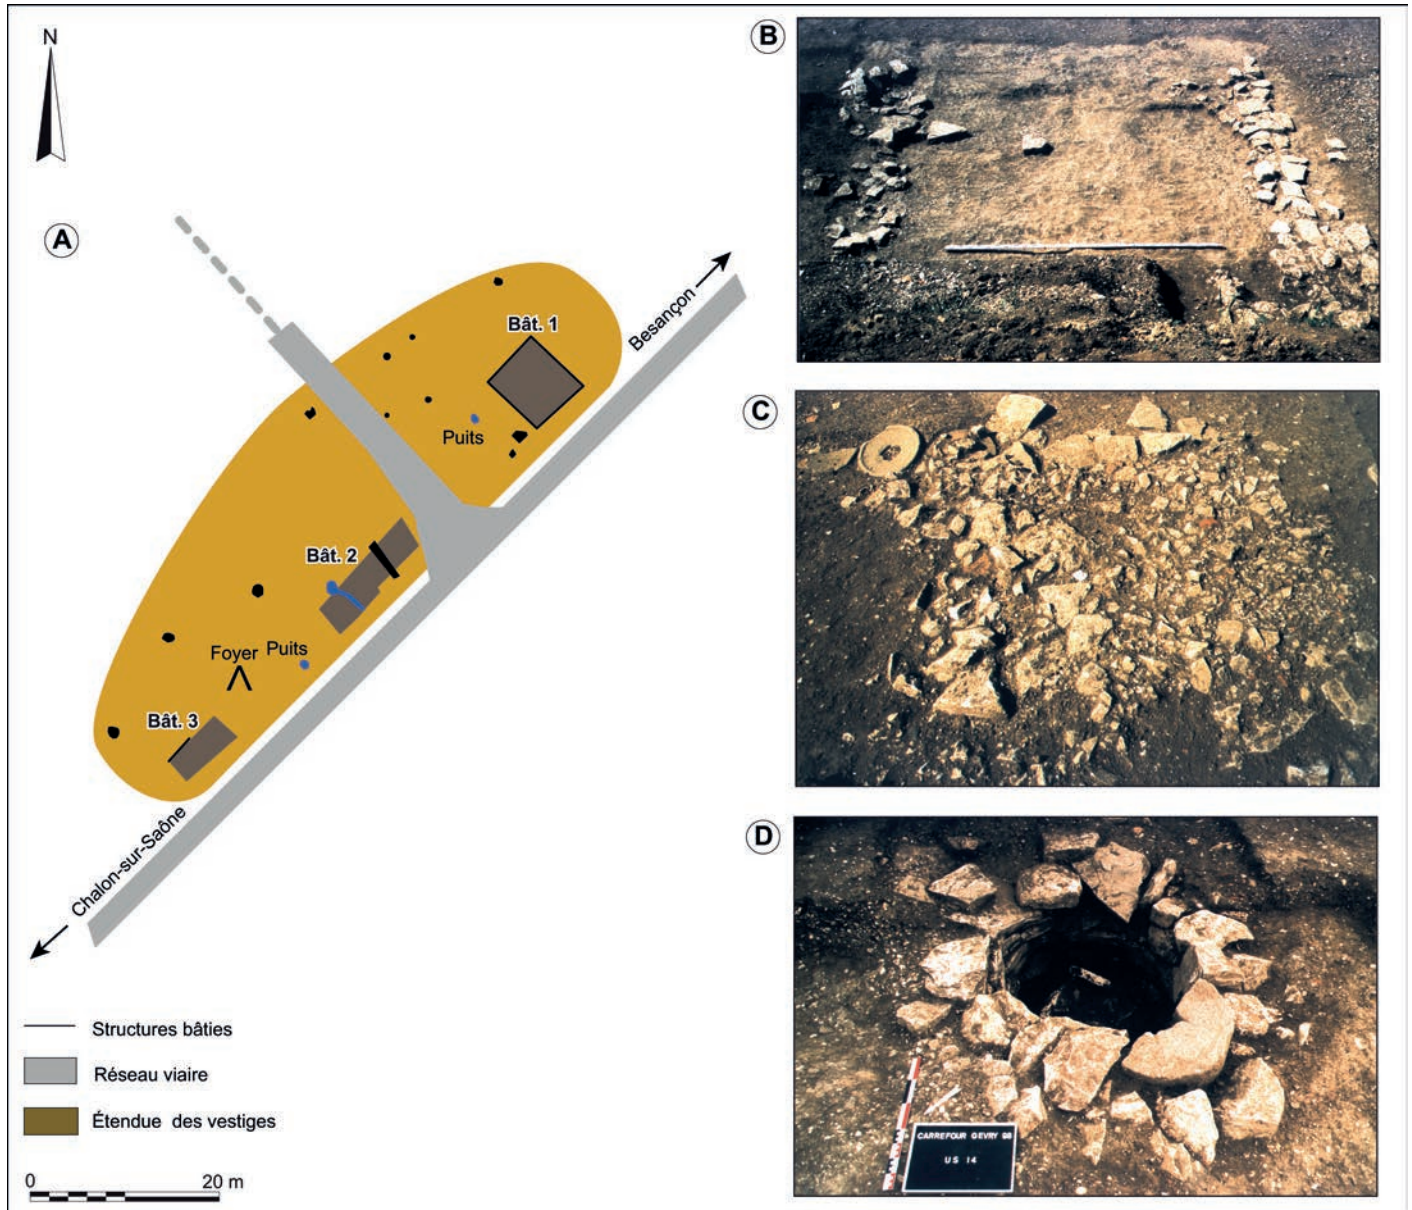 N
A
Bât. 1
Besançon
Puits
Bât. 2
Foyer
Puits
Bât. 3
Chalon-sur-Saône
Structures bâties
Réseau viaire
Étendue des vestiges
0 20 m
B
C
D
CARREFOUR GEVRY 98
US 14